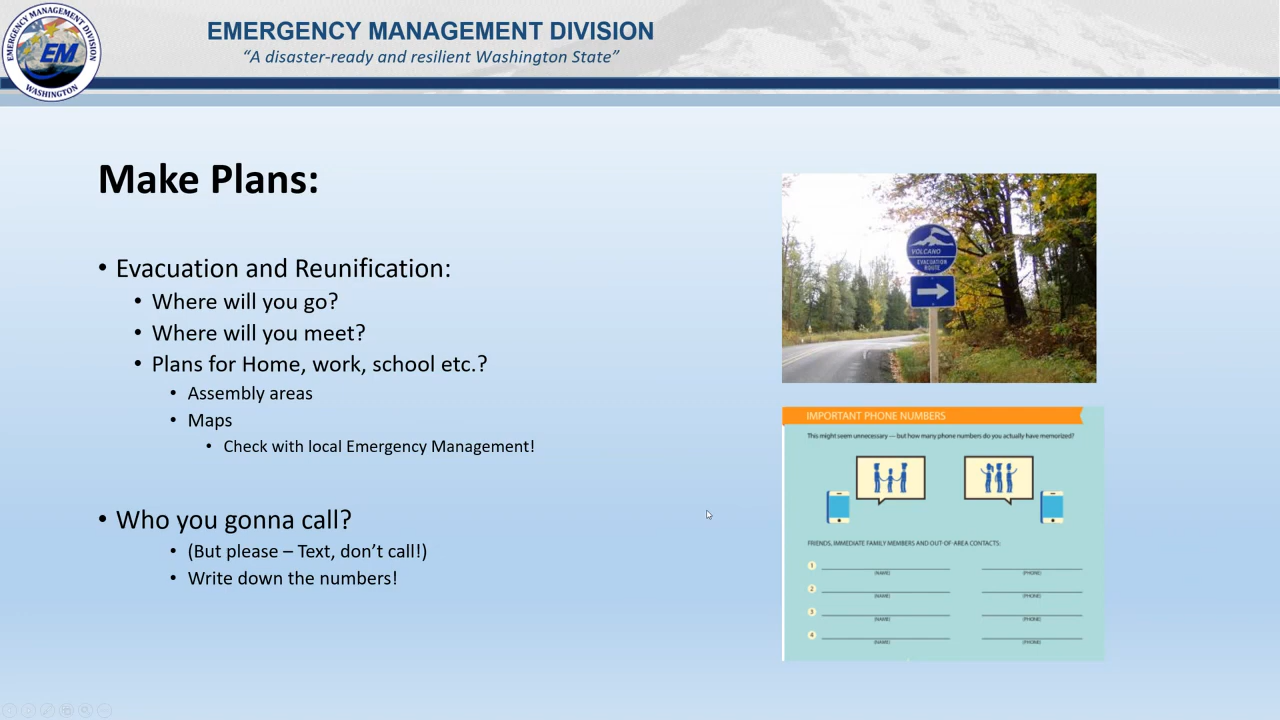 EMERGENCY MANAGEMENT DIVISION
WASHINGTON
EM
EMERGENCY MANAGEMENT DIVISION
“A disaster-ready and resilient Washington State”
Make Plans:
• Evacuation and Reunification:
• Where will you go?
• Where will you meet?
• Plans for Home, work, school etc.?
• Assembly areas
• Maps
• Check with local Emergency Management!
• Who you gonna call?
• (But please – Text, don’t call!)
• Write down the numbers!
VOLCANO
EVACUATION
ROUTE
IMPORTANT PHONE NUMBERS
This might seem unnecessary — but how many phone numbers do you actually have memorized?
FRIENDS, IMMEDIATE FAMILY MEMBERS AND OUT-OF-AREA CONTACTS:
1
(NAME) (PHONE)
2
(NAME) (PHONE)
3
(NAME) (PHONE)
4
(NAME) (PHONE)